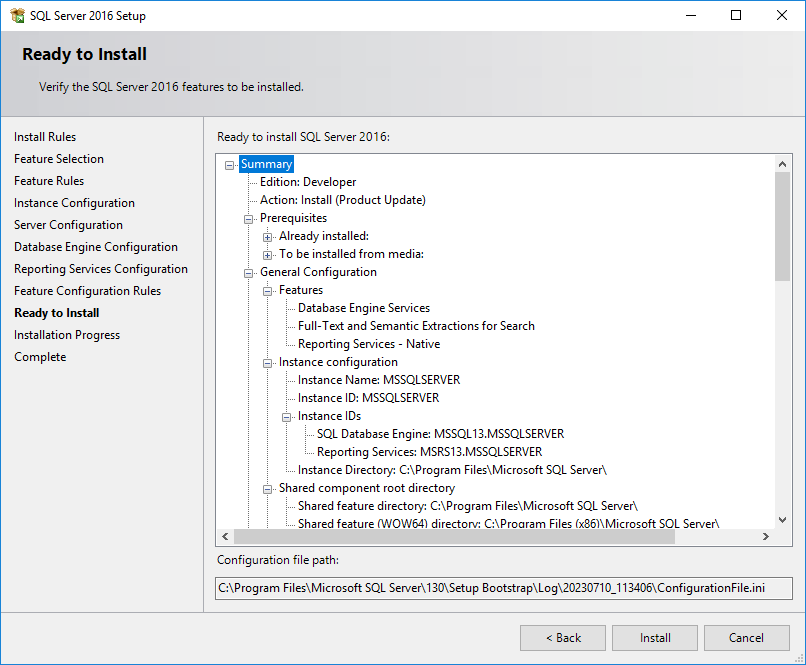 SQL Server 2016 Setup
Ready to Install
Verify the SQL Server 2016 features to be installed.
Install Rules
Feature Selection
Feature Rules
Instance Configuration
Server Configuration
Database Engine Configuration
Reporting Services Configuration
Feature Configuration Rules
Ready to Install
Installation Progress
Complete
Ready to install SQL Server 2016:
Summary
Edition: Developer
Action: Install (Product Update)
Prerequisites
Already installed:
To be installed from media:
General Configuration
Features
Database Engine Services
Full-Text and Semantic Extractions for Search
Reporting Services - Native
Instance configuration
Instance Name: MSSQLSERVER
Instance ID: MSSQLSERVER
Instance IDs
SQL Database Engine: MSSQL13.MSSQLSERVER
Reporting Services: MSRS13.MSSQLSERVER
Instance Directory: C:\Program Files\Microsoft SQL Server\
Shared component root directory
Shared feature directory: C:\Program Files\Microsoft SQL Server\
Shared feature (WOW64) directory: C:\Program Files (x86)\Microsoft SQL Server\
Configuration file path:
C:\Program Files\Microsoft SQL Server\130\Setup Bootstrap\Log\20230710_113406\ConfigurationFile.ini
< Back
Install
Cancel